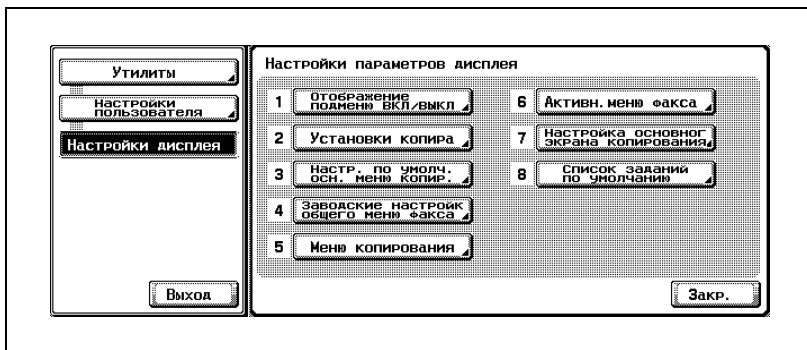 Утилиты
Настройки
пользователя
Настройки дисплея
Выход
Настройки параметров дисплея
1 Отображение
подменю ВКЛ/ВЫКЛ
2 Установки копира
3 Настр. по умолч.
осн. меню копир.
4 Заводские настройк
общего меню факса
5 Меню копирования
6 Активн.меню факса
7 Настройка основног
экрана копирования
8 Список заданий
по умолчанию
Закр.